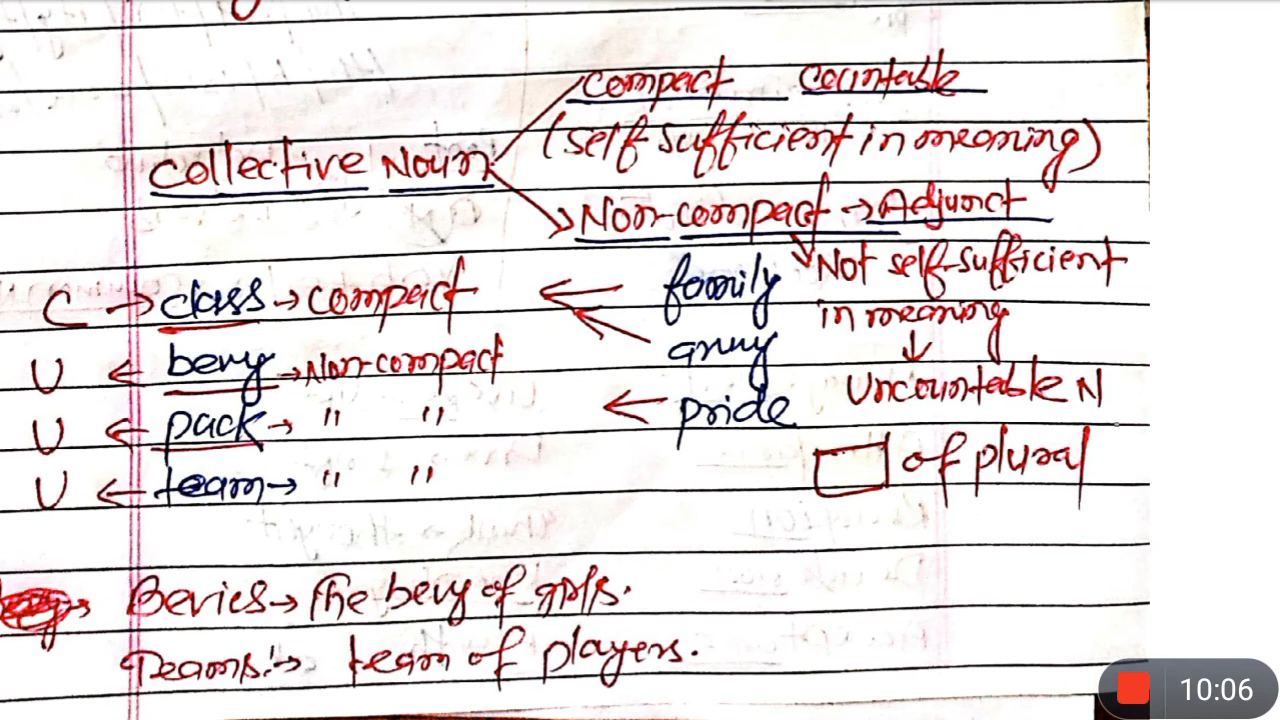 Compact Countable
(self sufficient in meaning)
Collective Noun
Non-compact → Adjunct
Not self-sufficient
in meaning
↓
Uncountable N
□ of plural
C → class → compact ← family
U ← bevy → Non-compact army
U ← pack → " " ← pride
U ← team → " "
Bevies → The bevy of girls.
Teams :→ team of players.
10:06